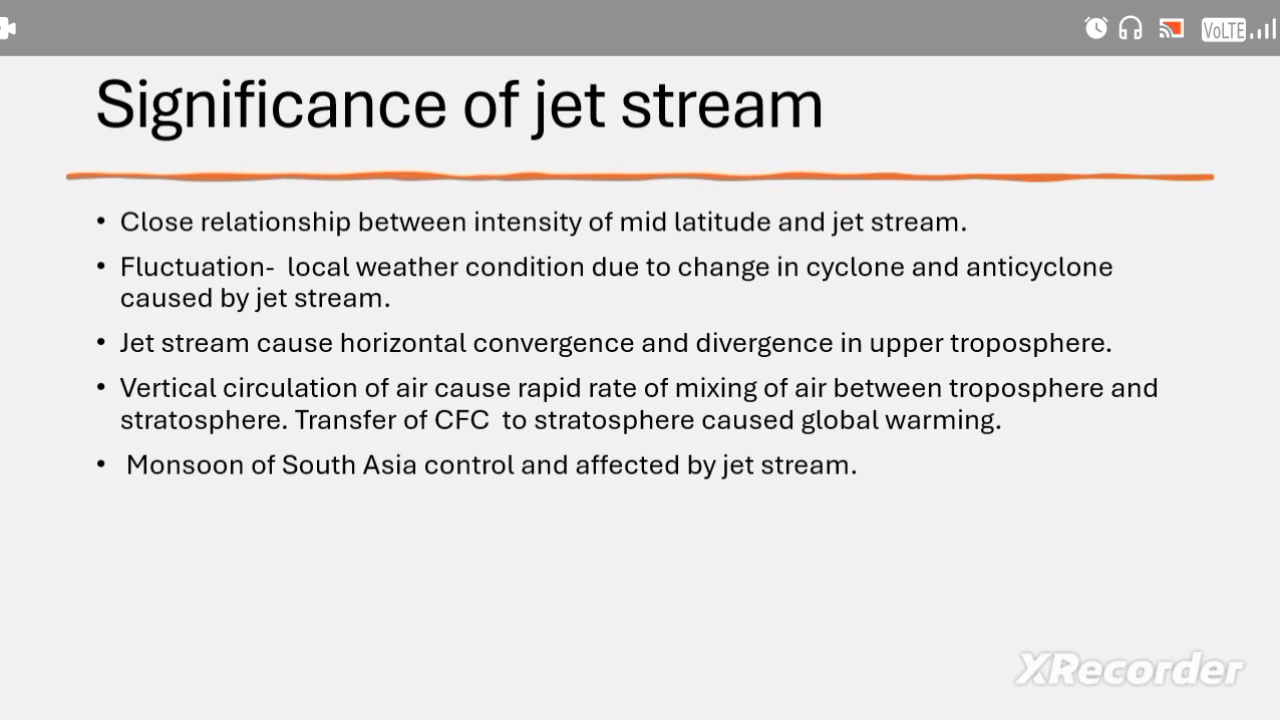 VoLTE
Significance of jet stream
• Close relationship between intensity of mid latitude and jet stream.
• Fluctuation- local weather condition due to change in cyclone and anticyclone
caused by jet stream.
• Jet stream cause horizontal convergence and divergence in upper troposphere.
• Vertical circulation of air cause rapid rate of mixing of air between troposphere and
stratosphere. Transfer of CFC to stratosphere caused global warming.
• Monsoon of South Asia control and affected by jet stream.
XRecorder